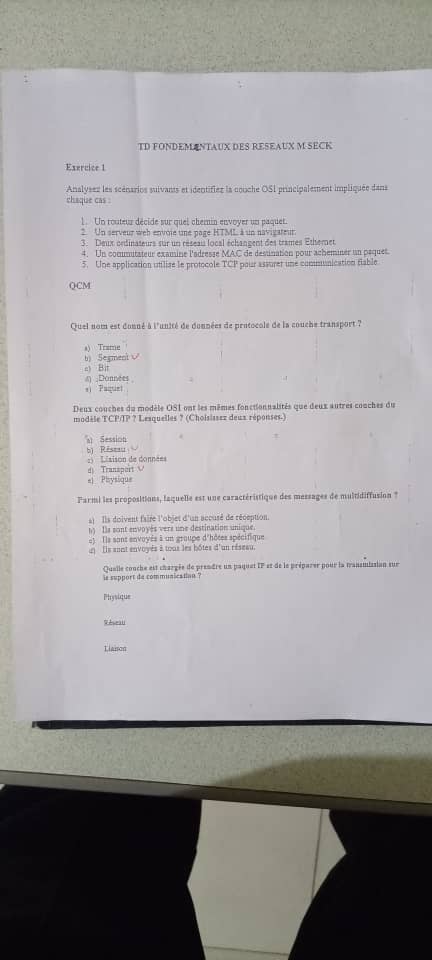 TD FONDEMENTAUX DES RESEAUX M SECK
Exercice 1
Analysez les scénarios suivants et identifiez la couche OSI principalement impliquée dans
chaque cas :
1. Un routeur décide sur quel chemin envoyer un paquet.
2. Un serveur web envoie une page HTML à un navigateur.
3. Deux ordinateurs sur un réseau local échangent des trames Ethernet.
4. Un commutateur examine l'adresse MAC de destination pour acheminer un paquet.
5. Une application utilise le protocole TCP pour assurer une communication fiable.
QCM
Quel nom est donné à l'unité de données de protocole de la couche transport ?
a) Trame
b) Segment ✓
c) Bit
d) Données
e) Paquet
Deux couches du modèle OSI ont les mêmes fonctionnalités que deux autres couches du
modèle TCP/IP ? Lesquelles ? (Choisissez deux réponses.)
a) Session
b) Réseau ✓
c) Liaison de données
d) Transport ✓
e) Physique
Parmi les propositions, laquelle est une caractéristique des messages de multidiffusion ?
a) Ils doivent faire l'objet d'un accusé de réception.
b) Ils sont envoyés vers une destination unique.
c) Ils sont envoyés à un groupe d'hôtes spécifique.
d) Ils sont envoyés à tous les hôtes d'un réseau.
Quelle couche est chargée de prendre un paquet IP et de le préparer pour la transmission sur
le support de communication ?
Physique
Réseau
Liaison